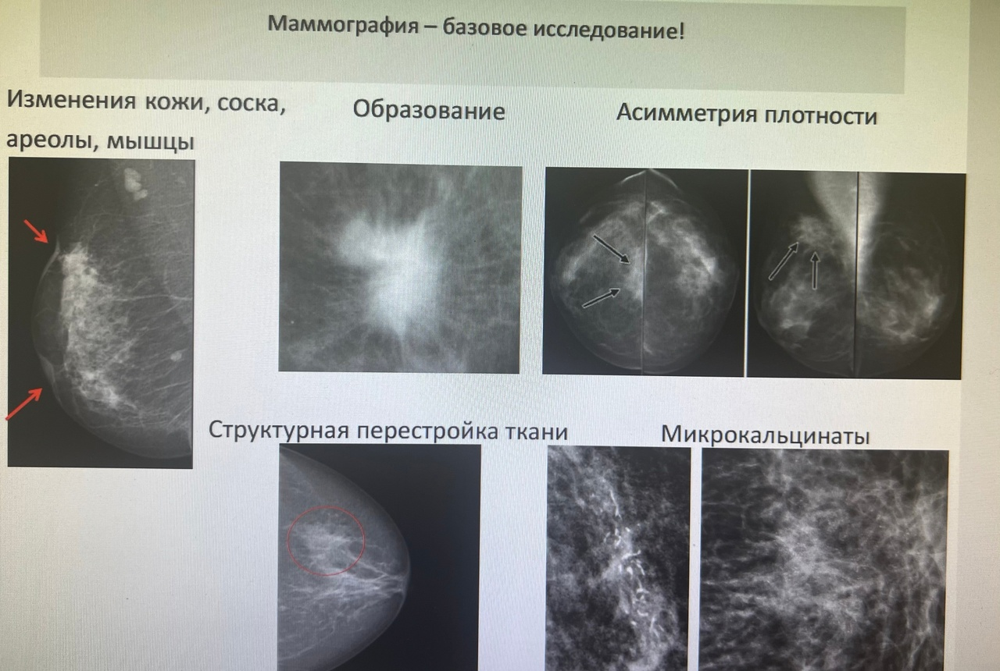 Маммография – базовое исследование!
Изменения кожи, соска,
ареолы, мышцы
Образование
Асимметрия плотности
Структурная перестройка ткани
Микрокальцинаты